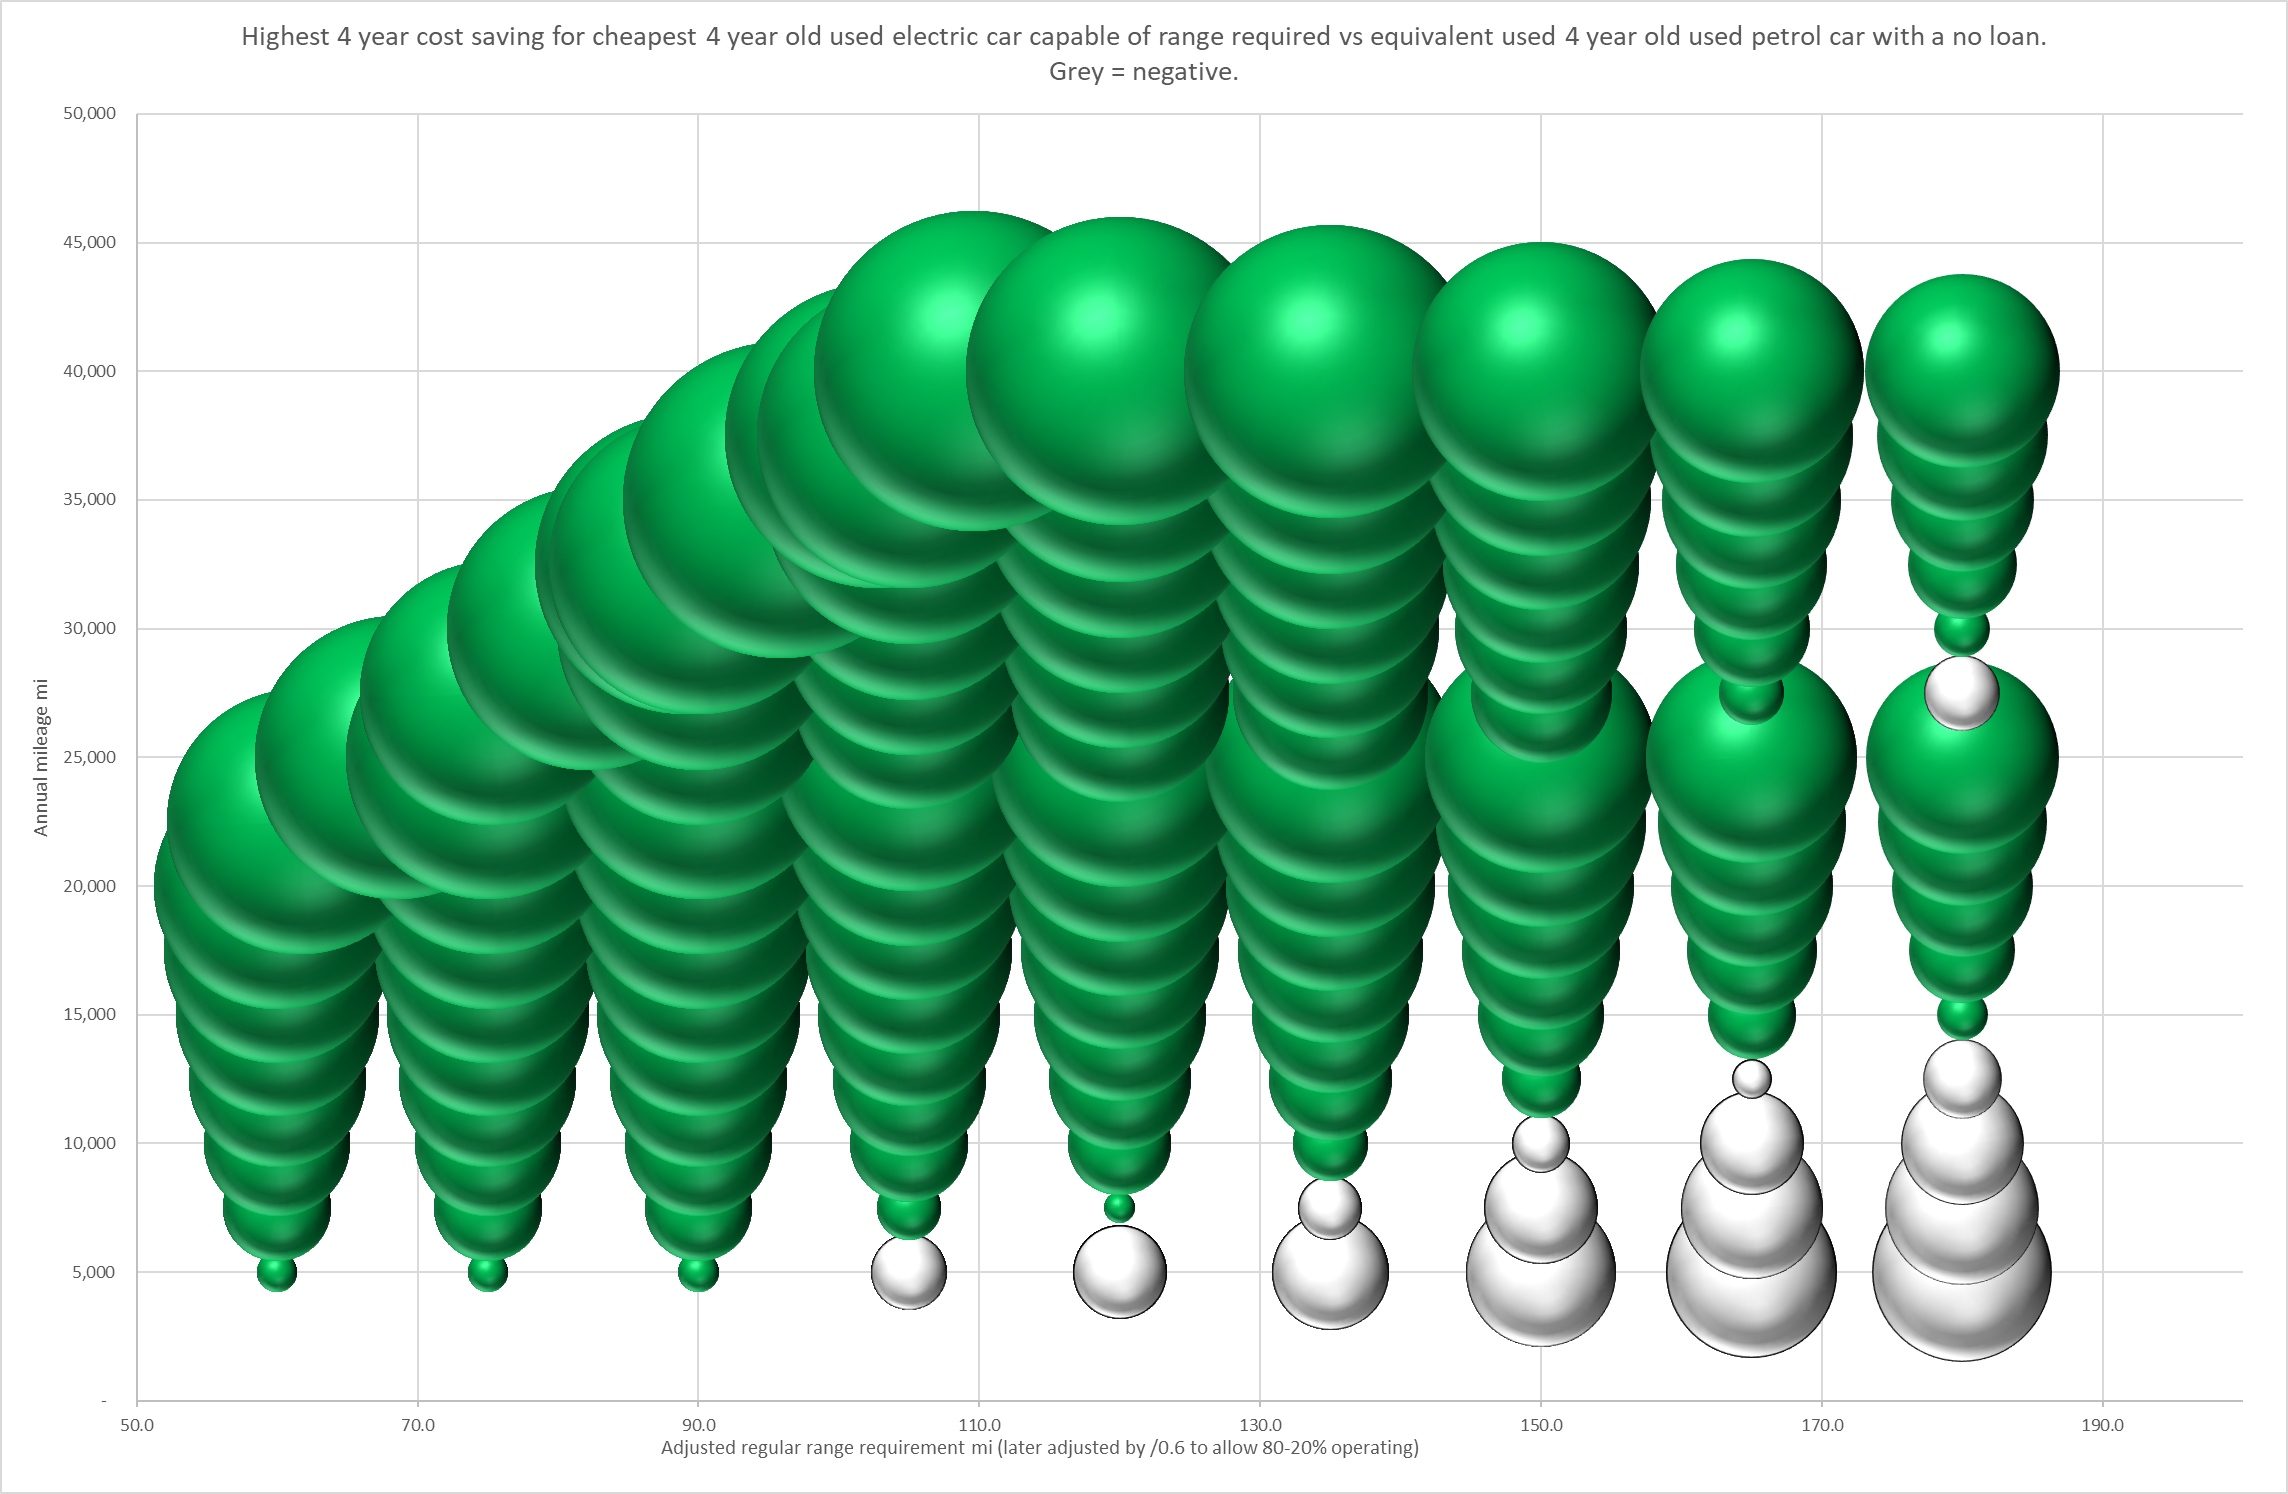 Highest 4 year cost saving for cheapest 4 year old used electric car capable of range required vs equivalent used 4 year old used petrol car with a no loan.
Grey = negative.
50,000
45,000
40,000
35,000
30,000
25,000
20,000
15,000
10,000
5,000
-
Annual mileage mi
50.0 70.0 90.0 110.0 130.0 150.0 170.0 190.0
Adjusted regular range requirement mi (later adjusted by /0.6 to allow 80-20% operating)